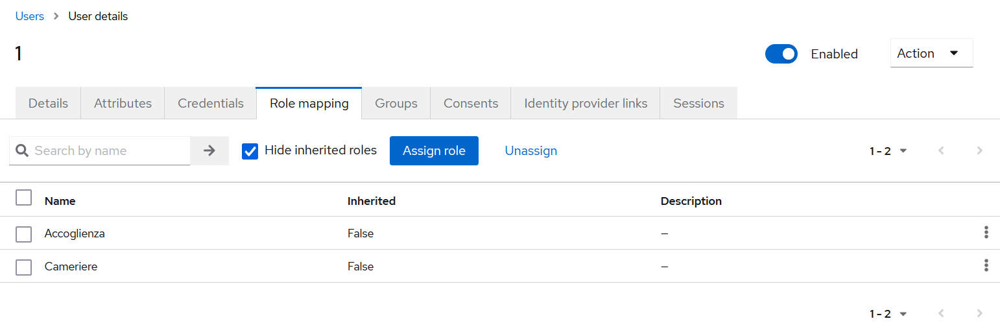 Users > User details
1
Enabled
Action
Details Attributes Credentials Role mapping Groups Consents Identity provider links Sessions
Search by name Hide inherited roles Assign role Unassign 1 - 2
Name Inherited Description
Accoglienza False –
Cameriere False –
1 - 2